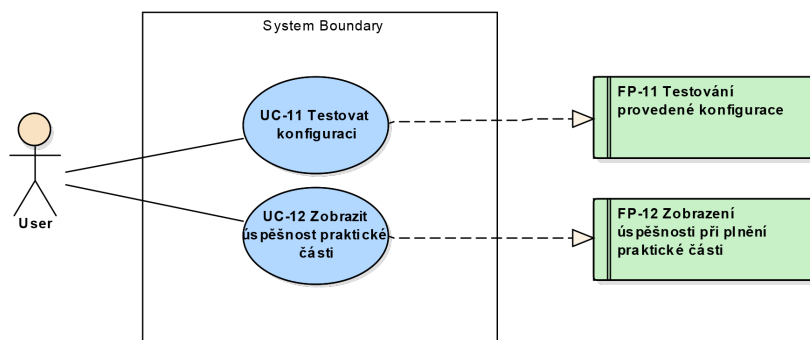 System Boundary
UC-11 Testovat
konfiguraci
FP-11 Testování
provedené konfigurace
User
UC-12 Zobrazit
úspěšnost praktické
části
FP-12 Zobrazení
úspěšnosti při plnění
praktické části